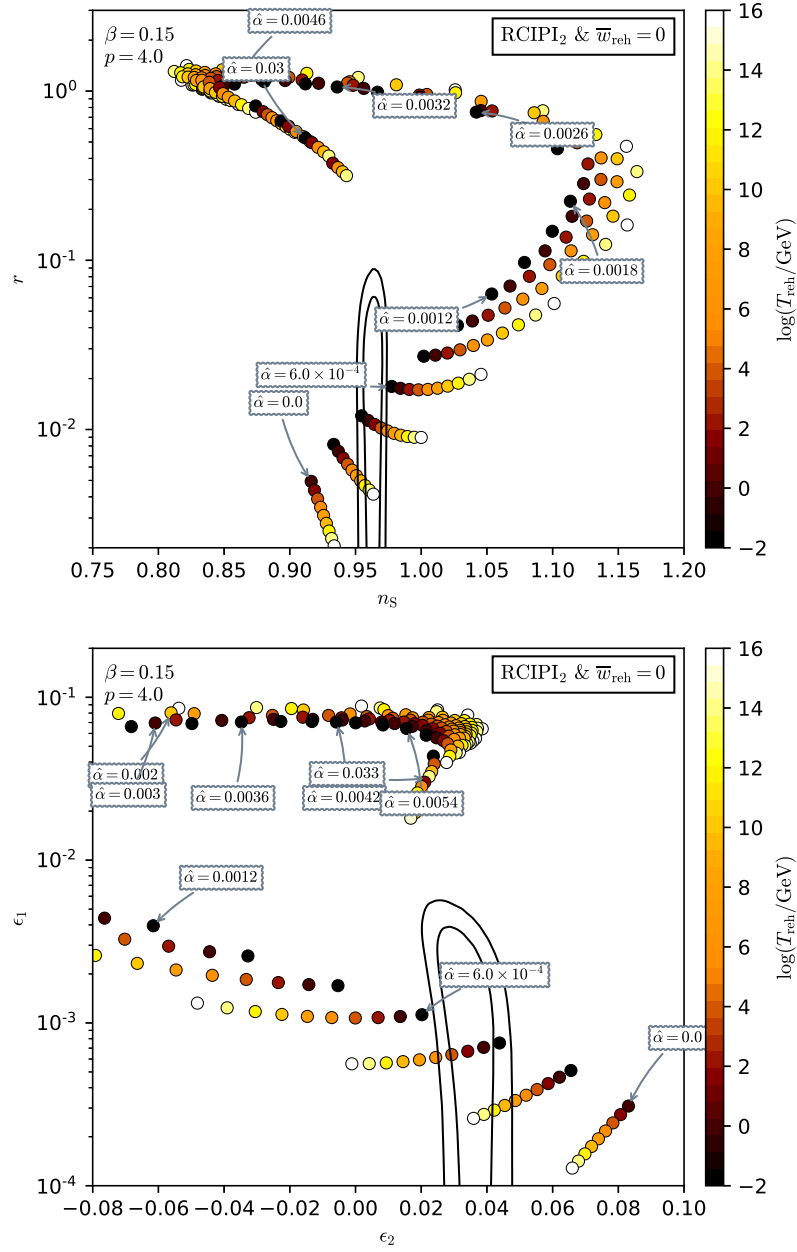 β = 0.15
p = 4.0
RCIPI₂ & w̅_reh = 0
α̂ = 0.0046
α̂ = 0.03
α̂ = 0.0032
α̂ = 0.0026
α̂ = 0.0018
α̂ = 0.0012
α̂ = 6.0 × 10⁻⁴
α̂ = 0.0
10⁰
10⁻¹
10⁻²
r
0.75 0.80 0.85 0.90 0.95 1.00 1.05 1.10 1.15 1.20
n_S
16
14
12
10
8
6
4
2
0
−2
log(T_reh/GeV)
β = 0.15
p = 4.0
RCIPI₂ & w̅_reh = 0
α̂ = 0.002
α̂ = 0.003
α̂ = 0.0036
α̂ = 0.033
α̂ = 0.0042
α̂ = 0.0054
α̂ = 0.0012
α̂ = 6.0 × 10⁻⁴
α̂ = 0.0
10⁻¹
10⁻²
10⁻³
10⁻⁴
ϵ₁
−0.08 −0.06 −0.04 −0.02 0.00 0.02 0.04 0.06 0.08 0.10
ϵ₂
16
14
12
10
8
6
4
2
0
−2
log(T_reh/GeV)